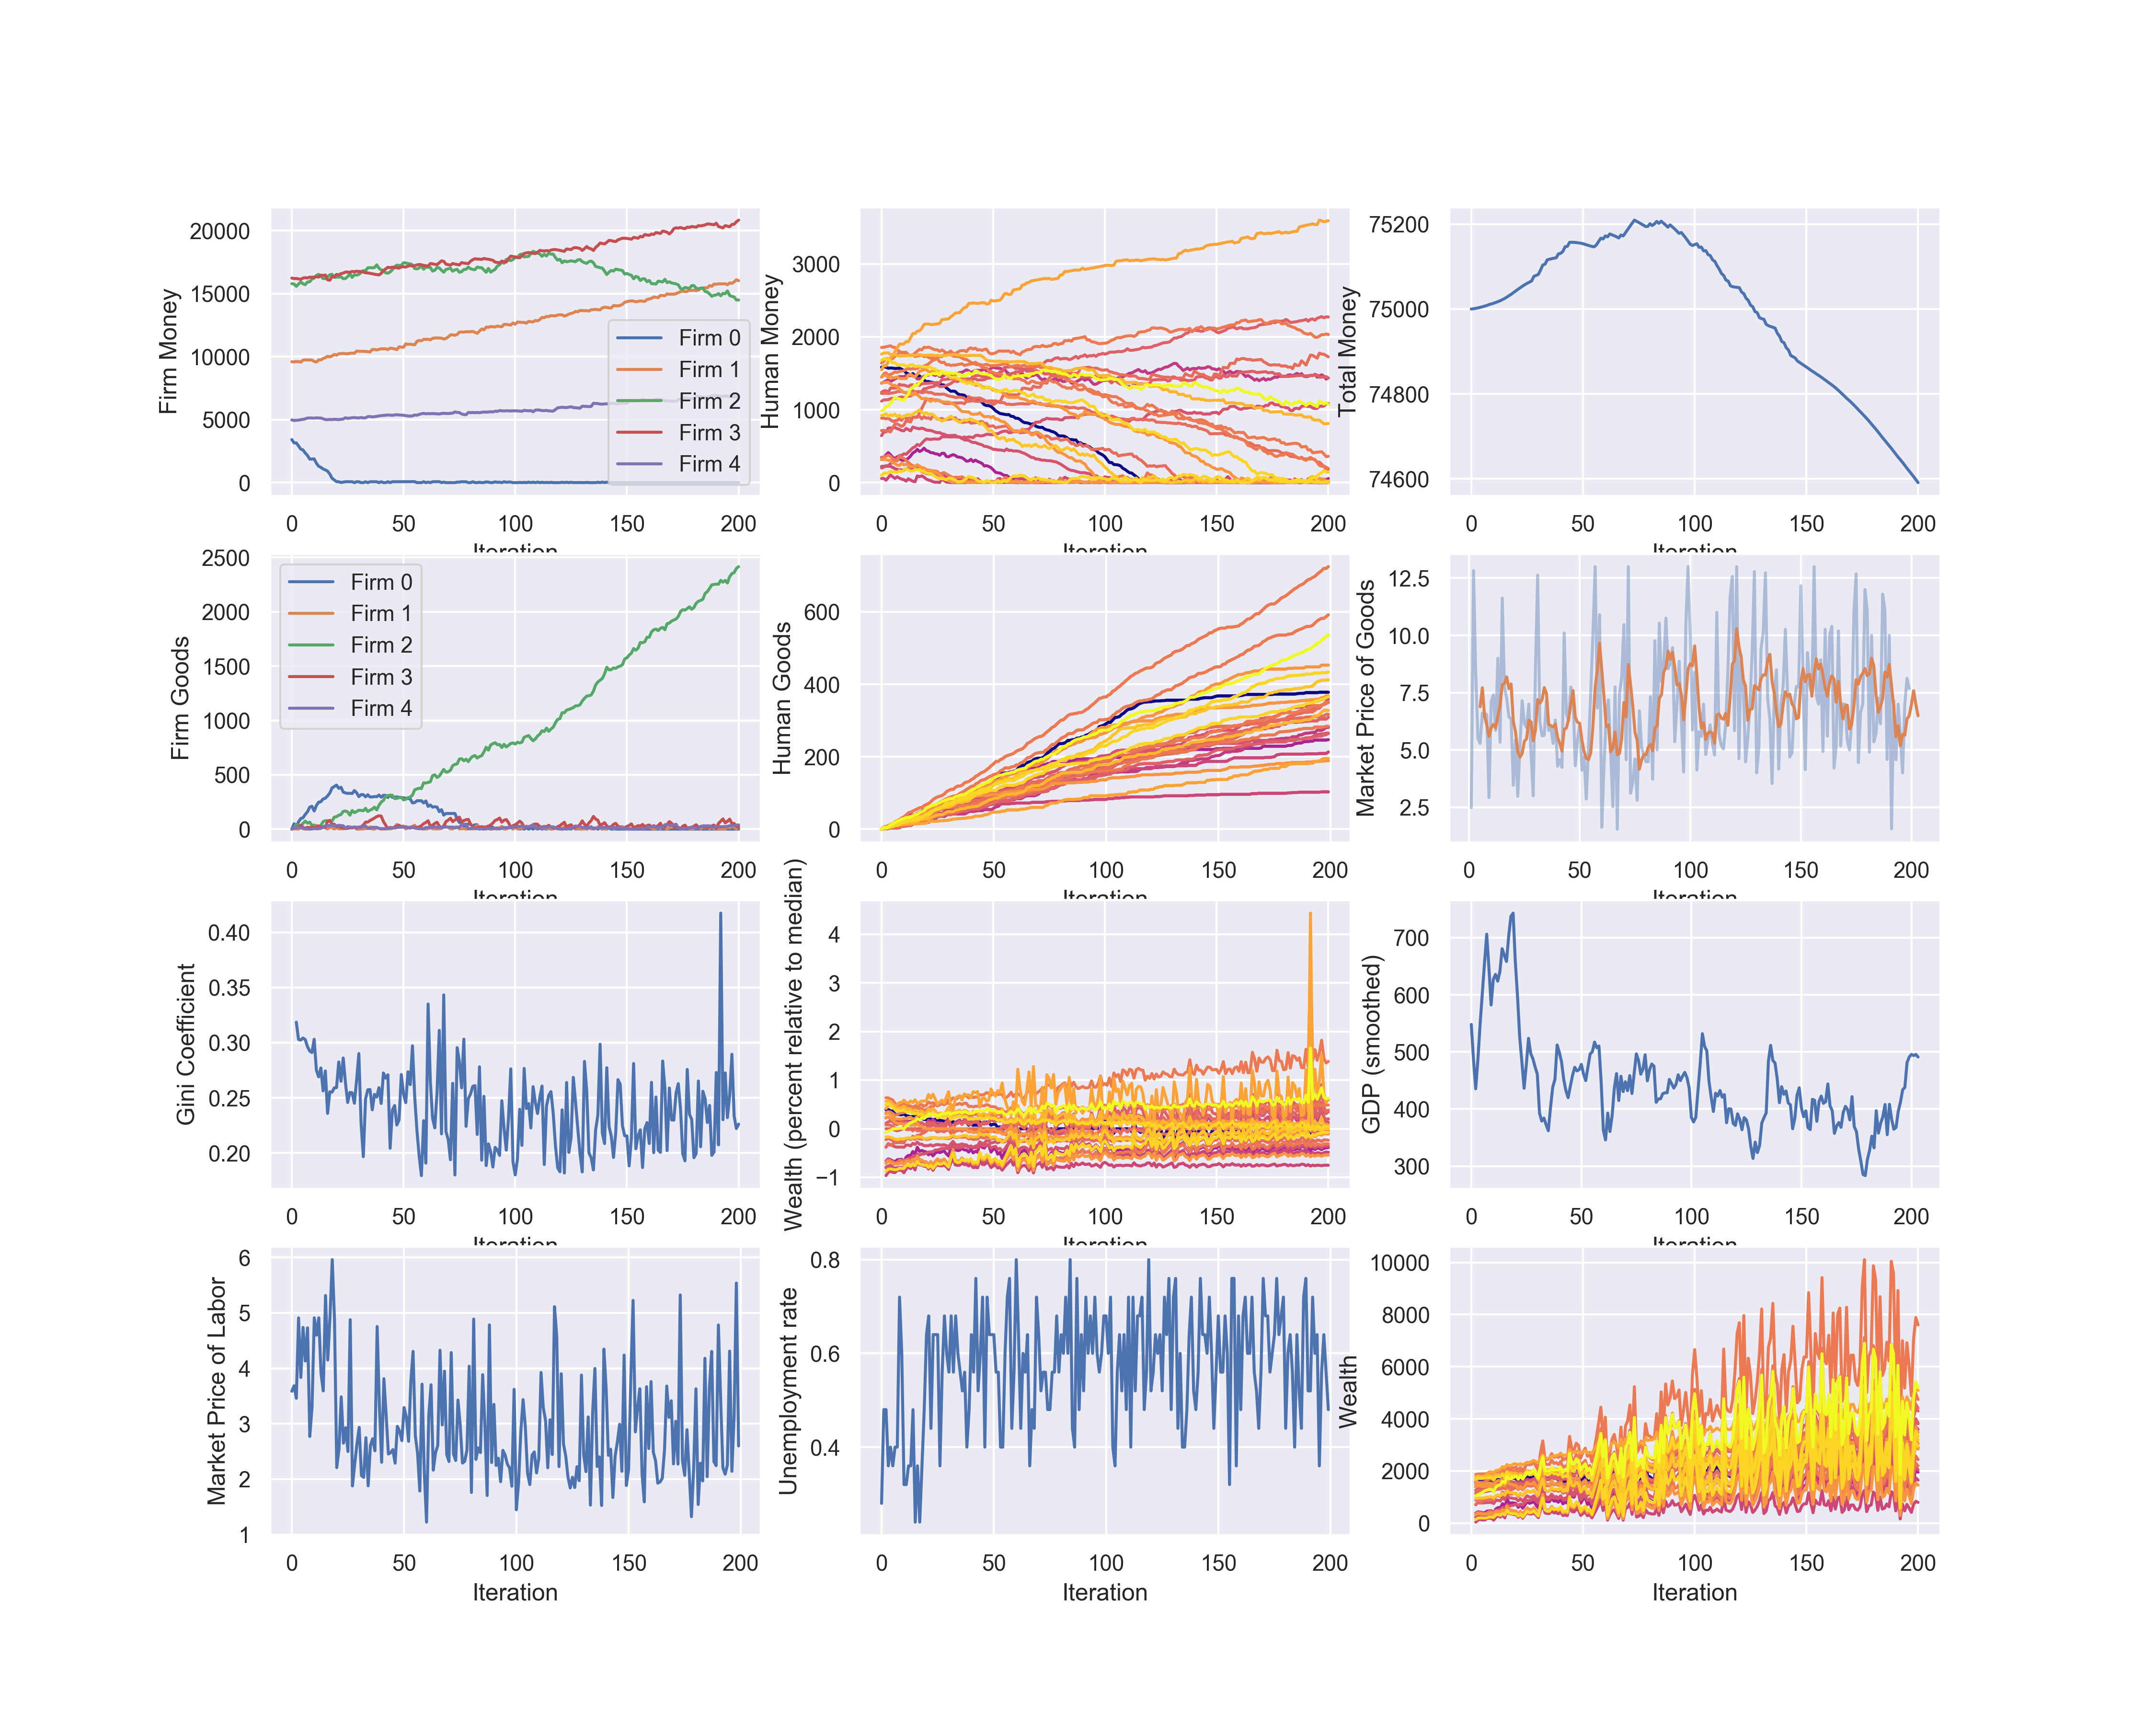 Firm Money
20000
15000
10000
5000
0
0 50 100 150 200
Iteration
Firm 0
Firm 1
Firm 2
Firm 3
Firm 4
Human Money
3000
2000
1000
0
0 50 100 150 200
Iteration
Total Money
75200
75000
74800
74600
0 50 100 150 200
Iteration
Firm Goods
2500
2000
1500
1000
500
0
0 50 100 150 200
Iteration
Firm 0
Firm 1
Firm 2
Firm 3
Firm 4
Human Goods
600
400
200
0
0 50 100 150 200
Iteration
Market Price of Goods
12.5
10.0
7.5
5.0
2.5
0 50 100 150 200
Iteration
Gini Coefficient
0.40
0.35
0.30
0.25
0.20
0 50 100 150 200
Iteration
Wealth (percent relative to median)
4
3
2
1
0
−1
0 50 100 150 200
Iteration
GDP (smoothed)
700
600
500
400
300
0 50 100 150 200
Iteration
Market Price of Labor
6
5
4
3
2
1
0 50 100 150 200
Iteration
Unemployment rate
0.8
0.6
0.4
0 50 100 150 200
Iteration
Wealth
10000
8000
6000
4000
2000
0
0 50 100 150 200
Iteration